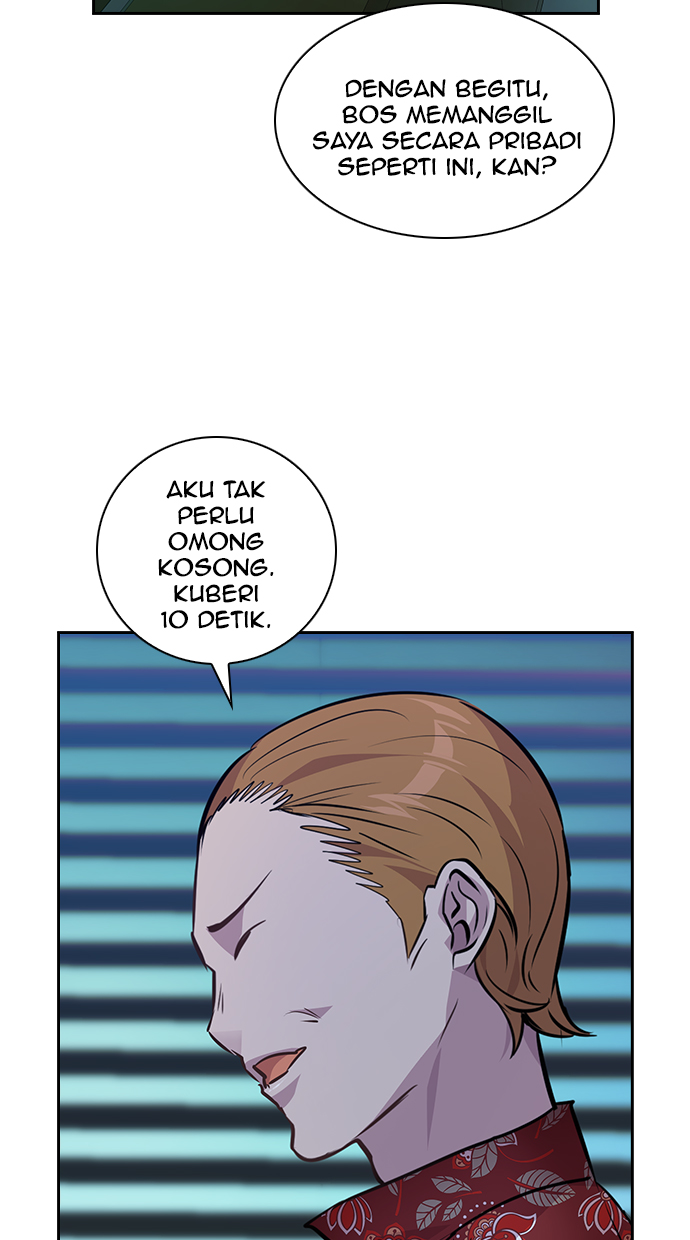 DENGAN BEGITU,
BOS MEMANGGIL
SAYA SECARA PRIBADI
SEPERTI INI, KAN?
AKU TAK
PERLU
OMONG
KOSONG.
KUBERI
10 DETIK.